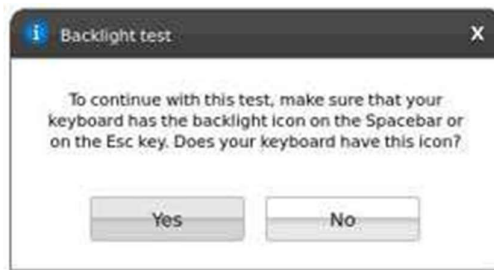 i Backlight test X
To continue with this test, make sure that your
keyboard has the backlight icon on the Spacebar or
on the Esc key. Does your keyboard have this icon?
Yes No